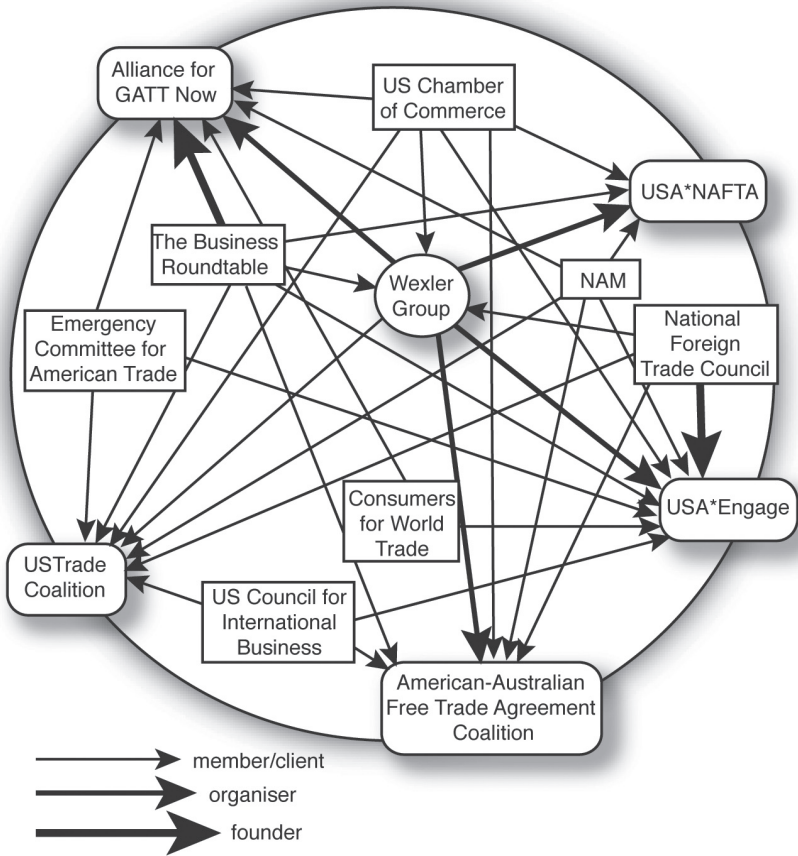 Alliance for
GATT Now
US Chamber
of Commerce
USA*NAFTA
The Business
Roundtable
Wexler
Group
NAM
Emergency
Committee for
American Trade
National
Foreign
Trade Council
Consumers
for World
Trade
USA*Engage
USTrade
Coalition
US Council for
International
Business
American-Australian
Free Trade Agreement
Coalition
member/client
organiser
founder